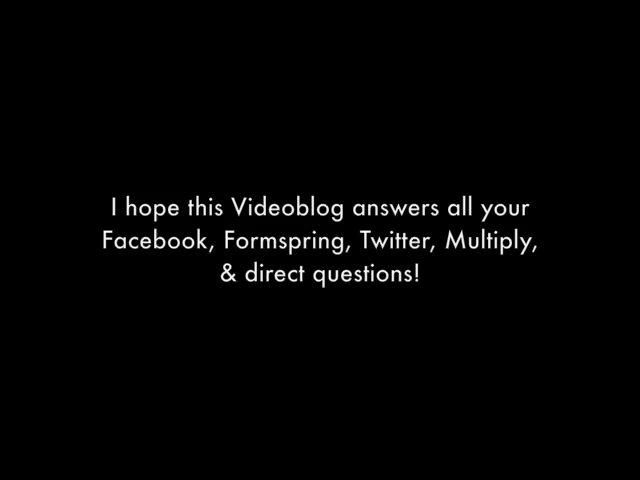 I hope this Videoblog answers all your
Facebook, Formspring, Twitter, Multiply,
& direct questions!